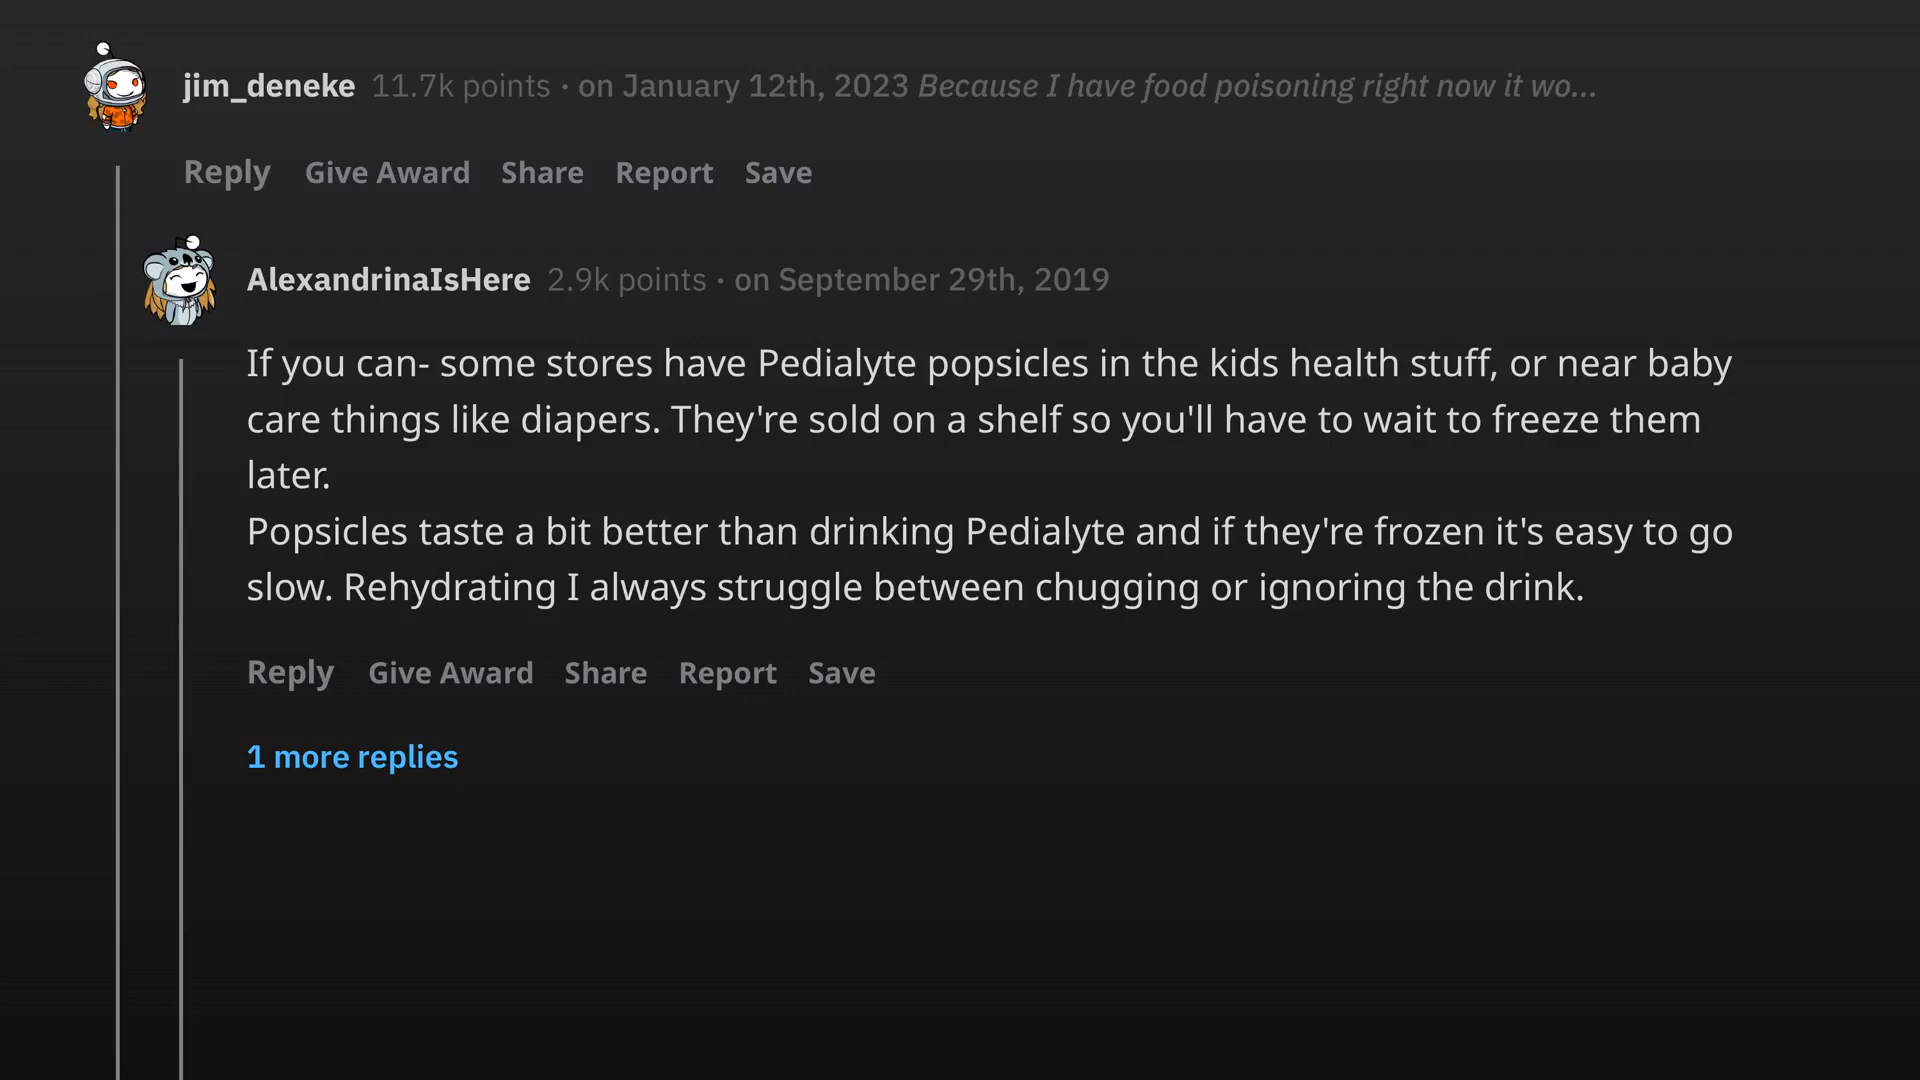 jim_deneke 11.7k points · on January 12th, 2023 Because I have food poisoning right now it wo...
Reply Give Award Share Report Save
AlexandrinaIsHere 2.9k points · on September 29th, 2019
If you can- some stores have Pedialyte popsicles in the kids health stuff, or near baby
care things like diapers. They're sold on a shelf so you'll have to wait to freeze them
later.
Popsicles taste a bit better than drinking Pedialyte and if they're frozen it's easy to go
slow. Rehydrating I always struggle between chugging or ignoring the drink.
Reply Give Award Share Report Save
1 more replies